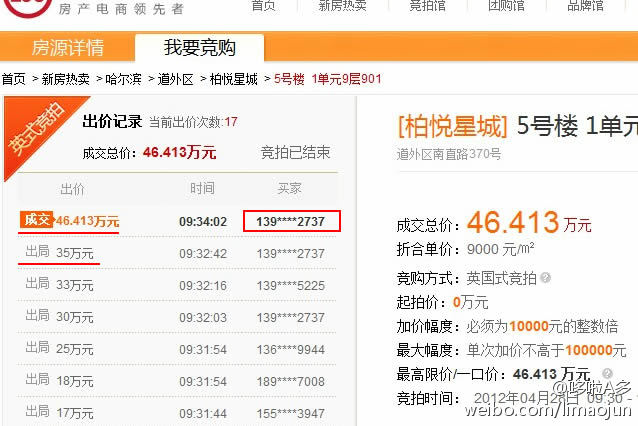 房产电商领先者
首页 新房热卖 竞拍馆 团购馆 品牌馆
房源详情 我要竞购
首页 > 新房热卖 > 哈尔滨 > 道外区 > 柏悦星城 > 5号楼 1单元9层901
英式竞拍
出价记录 当前出价次数:17
成交总价：46.413万元 竞拍已结束
出价 时间 买家
成交 46.413万元 09:34:02 139****2737
出局 35万元 09:32:42 139****2737
出局 33万元 09:32:16 139****5225
出局 30万元 09:32:03 139****2737
出局 25万元 09:31:54 136****9944
出局 18万元 09:31:54 189****7008
出局 17万元 09:31:44 155****3947
[柏悦星城] 5号楼 1单元
道外区南直路370号
成交总价：46.413 万元
折合单价：9000 元/㎡
竞购方式：英国式竞拍
起拍价：0万元
加价幅度：必须为10000元的整数倍
最大幅度：单次加价不高于100000元
最高限价/一口价：46.413 万元
竞拍时间： 2012年04月28日 09:30 -
@哆啦A多
weibo.com/limaojun